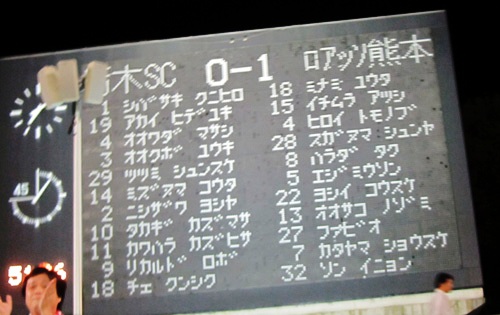 栃木SC 0-1 ロアッソ熊本
1 シバサキ クニヒロ 18 ミナミ ユウタ
19 アカイ ヒデユキ 15 イチムラ アツシ
4 オオワダ マサシ 4 ヒロイ トモノブ
3 オオクボ ユウキ 28 スガヌマ シュンヤ
29 ツツミ シュンスケ 8 ハラダ タク
14 ミズヌマ コウタ 5 エジミウソン
2 ニシザワ ヨシヤ 22 ヨシイ コウスケ
10 タカギ カズマサ 13 オオサコ ノゾミ
11 カワハラ カズヒサ 27 ファビオ
9 リカルド ロボ 7 カタヤマ ショウスケ
18 チェ クンシク 32 ソン イニョン
45